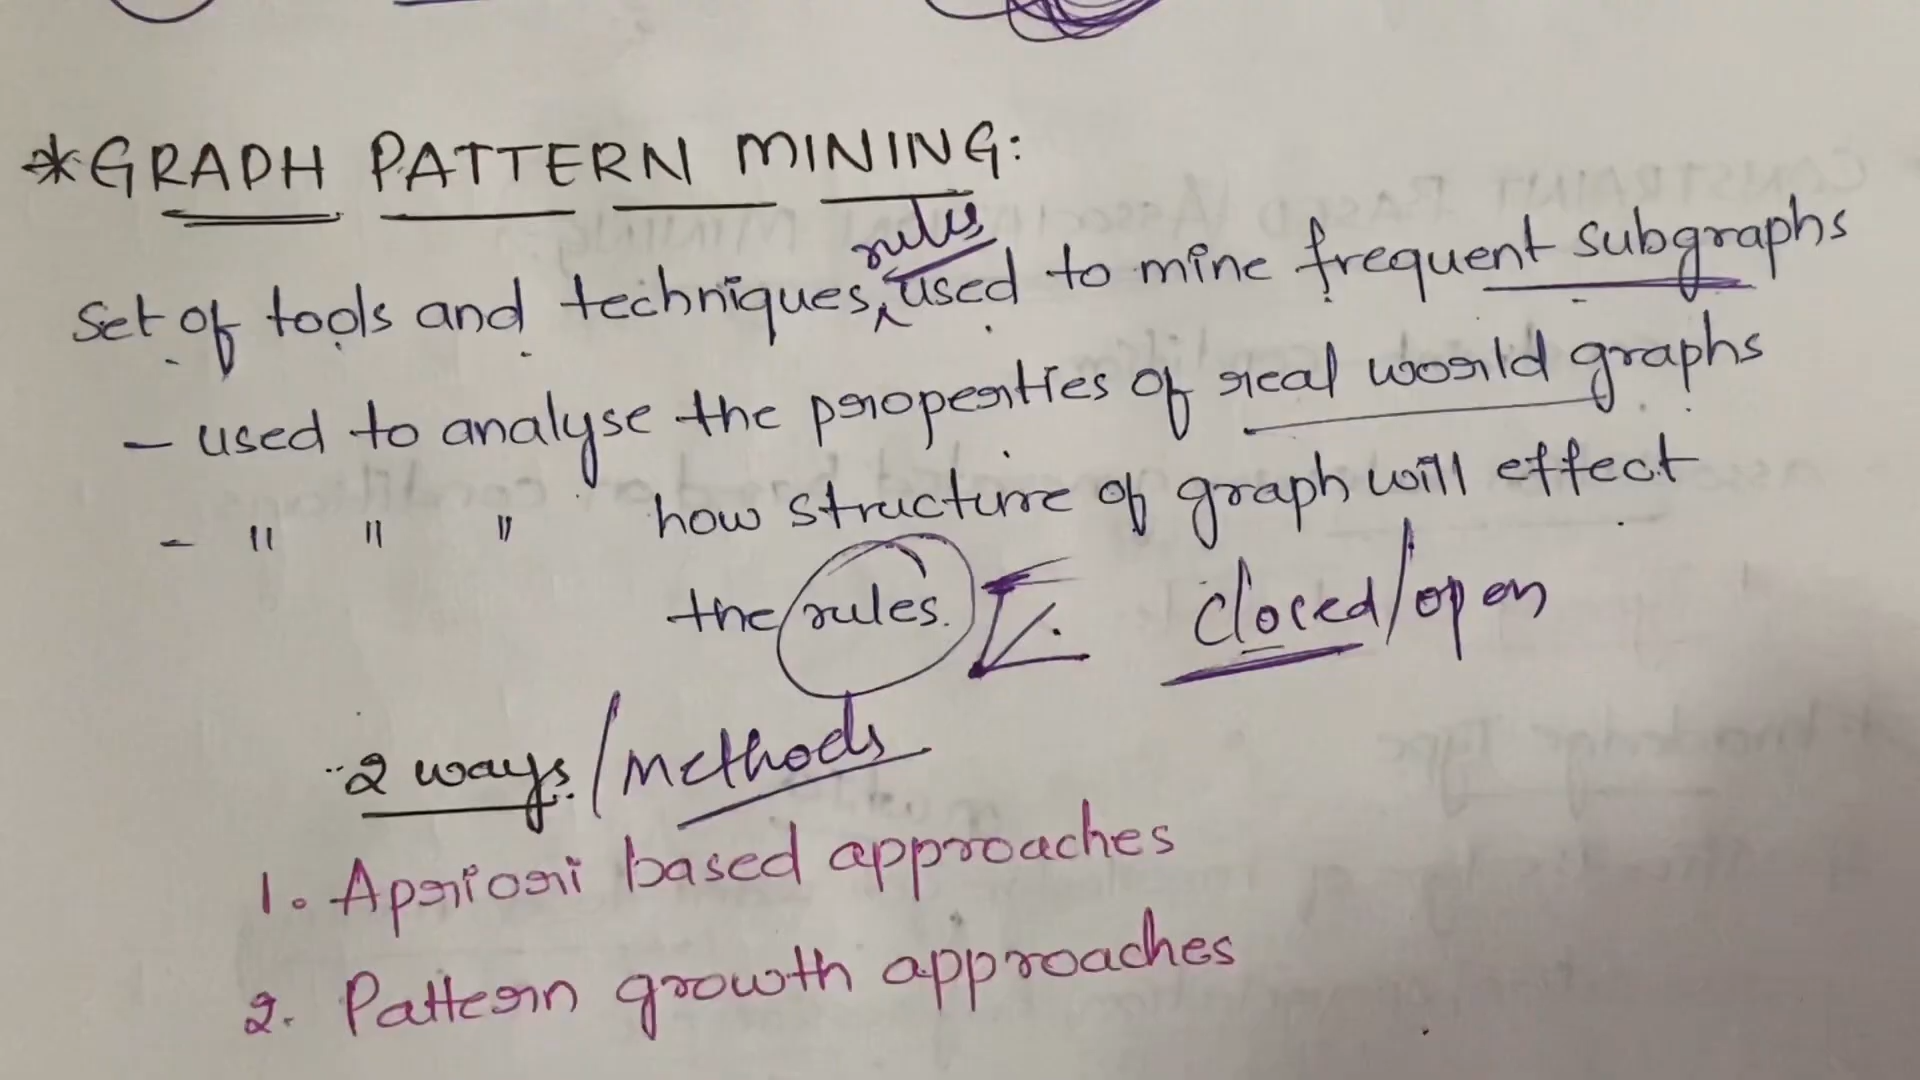 *GRAPH PATTERN MINING:
rules
set of tools and techniques, used to mine frequent subgraphs
- used to analyse the properties of real world graphs
- " " " how structure of graph will effect
the rules. closed/open
2 ways/methods
1. Apriori based approaches
2. Pattern growth approaches